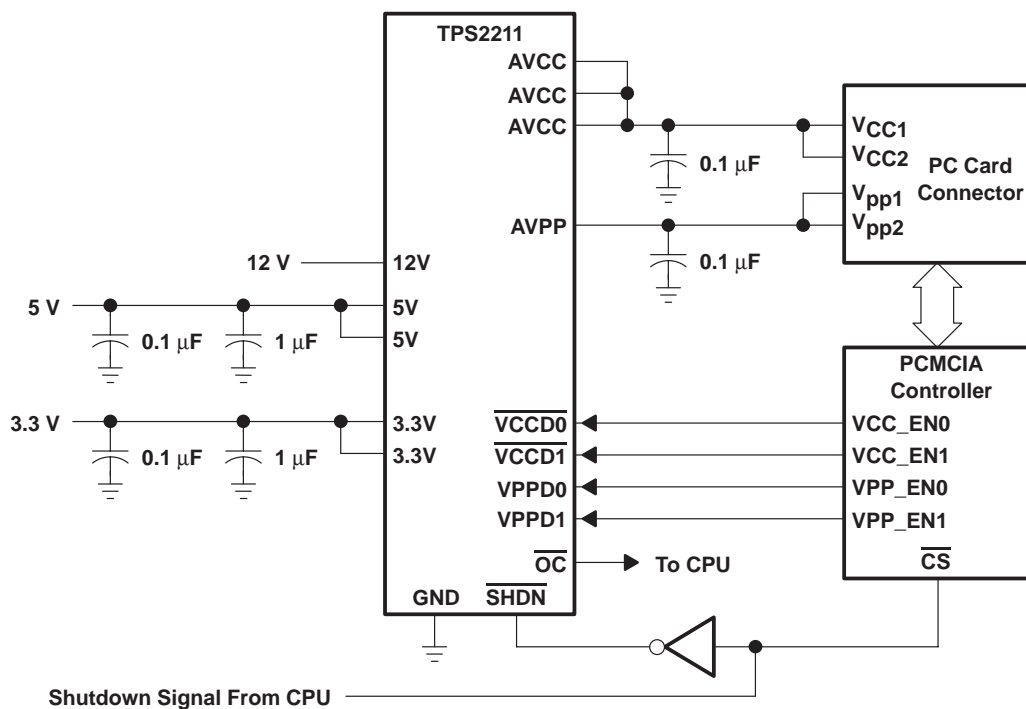 TPS2211
AVCC
AVCC
AVCC
0.1 μF
VCC1
VCC2
PC Card
Connector
Vpp1
Vpp2
AVPP
0.1 μF
12 V
12V
5 V
5V
5V
0.1 μF
1 μF
PCMCIA
Controller
3.3 V
3.3V
3.3V
0.1 μF
1 μF
VCCD0
VCC_EN0
VCCD1
VCC_EN1
VPPD0
VPP_EN0
VPPD1
VPP_EN1
OC
To CPU
CS
GND
SHDN
Shutdown Signal From CPU